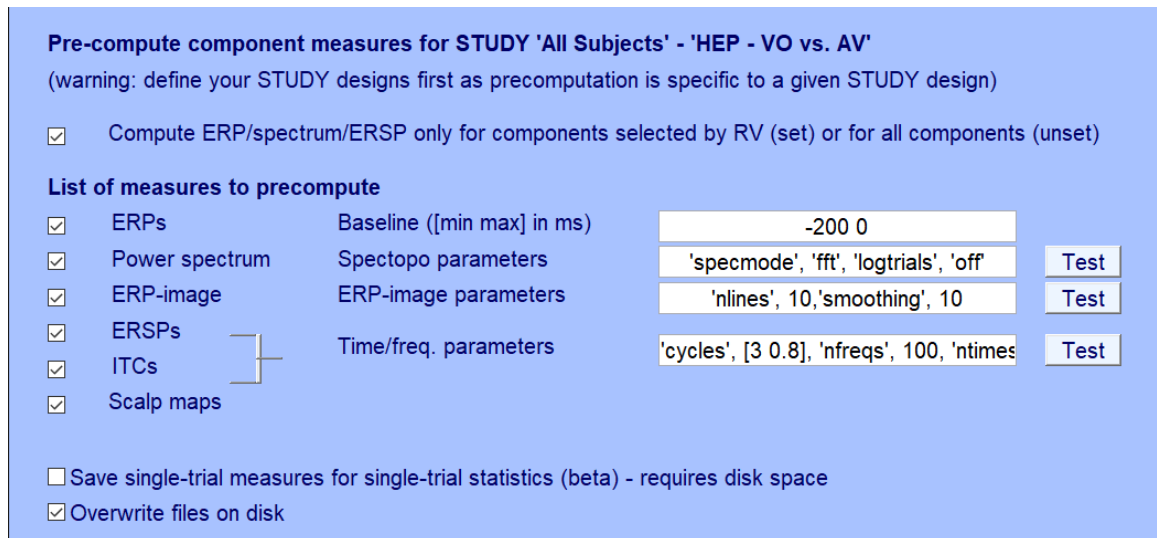 Pre-compute component measures for STUDY 'All Subjects' - 'HEP - VO vs. AV'
(warning: define your STUDY designs first as precomputation is specific to a given STUDY design)
Compute ERP/spectrum/ERSP only for components selected by RV (set) or for all components (unset)
List of measures to precompute
ERPs Baseline ([min max] in ms) -200 0
Power spectrum Spectopo parameters 'specmode', 'fft', 'logtrials', 'off' Test
ERP-image ERP-image parameters 'nlines', 10,'smoothing', 10 Test
ERSPs
Time/freq. parameters 'cycles', [3 0.8], 'nfreqs', 100, 'ntimes Test
ITCs
Scalp maps
Save single-trial measures for single-trial statistics (beta) - requires disk space
Overwrite files on disk